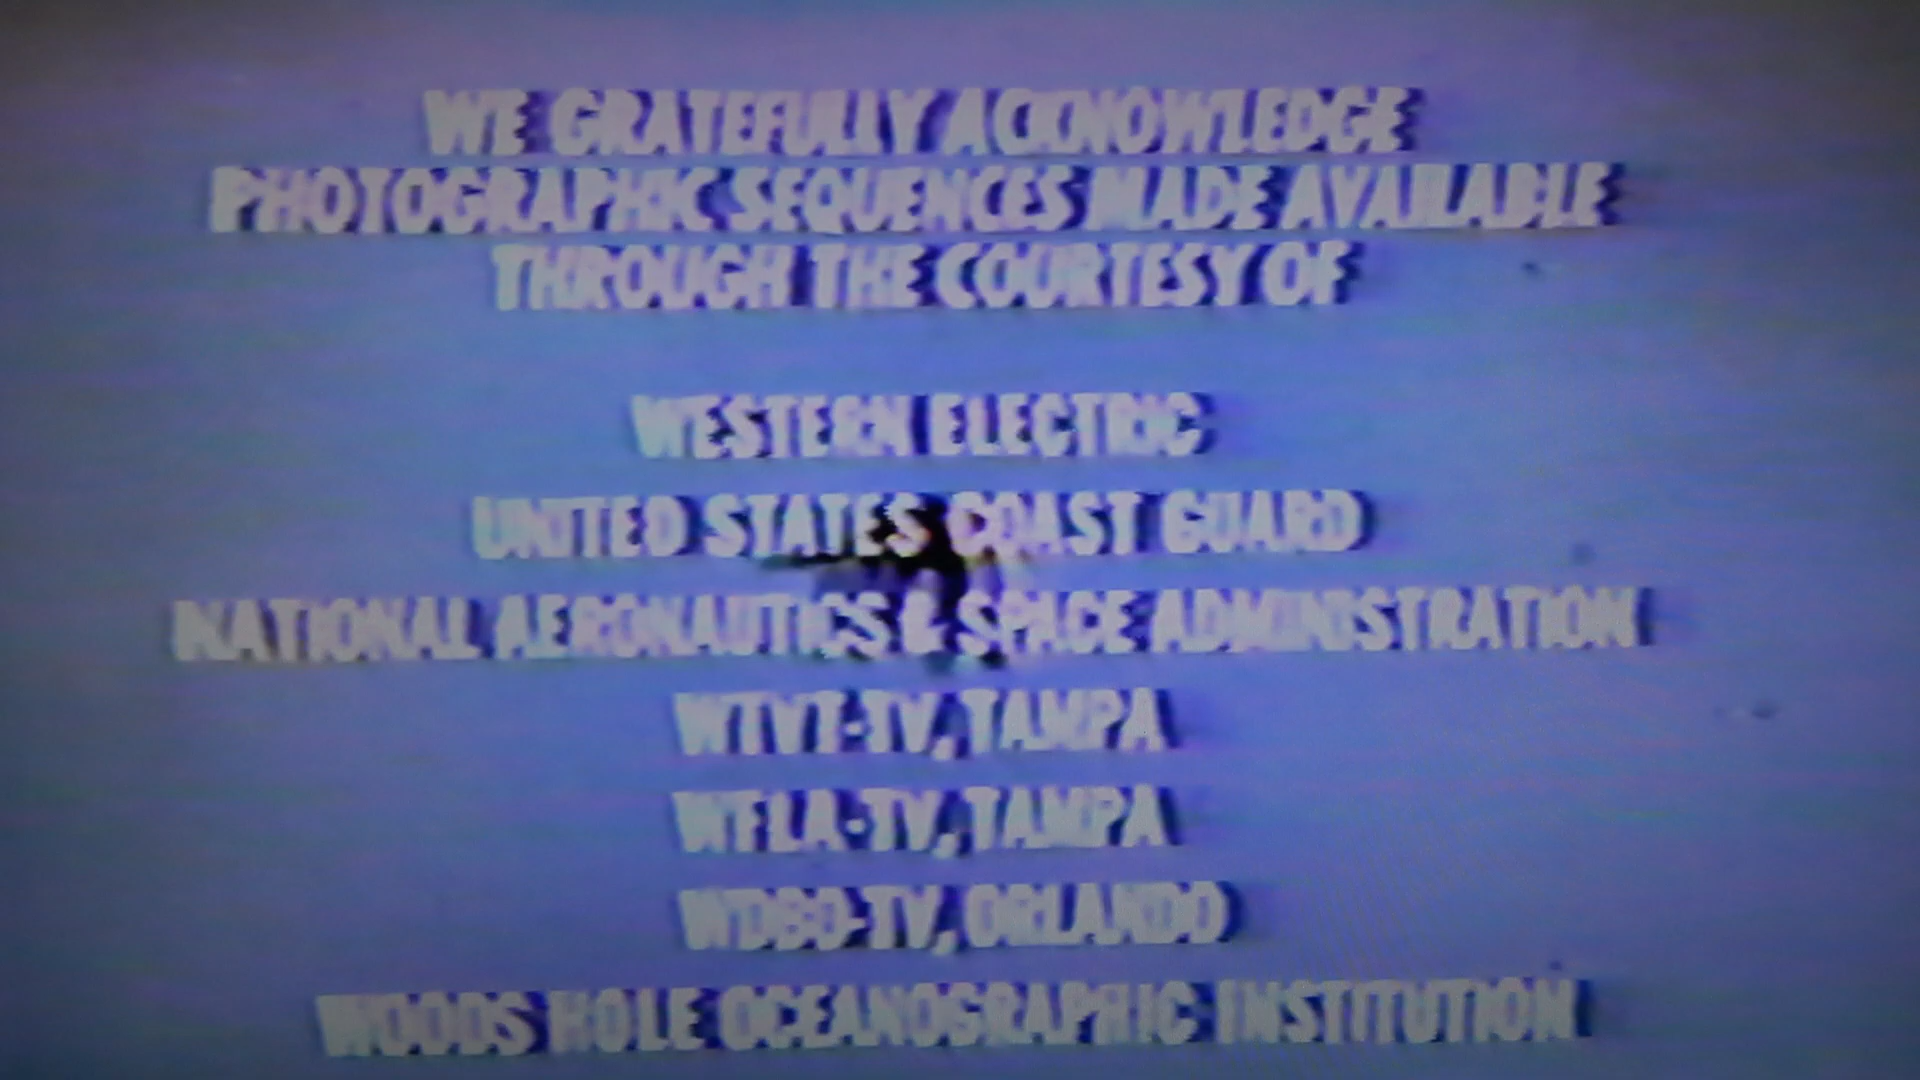 WE GRATEFULLY ACKNOWLEDGE
PHOTOGRAPHIC SEQUENCES MADE AVAILABLE
THROUGH THE COURTESY OF
WESTERN ELECTRIC
UNITED STATES COAST GUARD
NATIONAL AERONAUTICS & SPACE ADMINISTRATION
WTVT-TV, TAMPA
WFLA-TV, TAMPA
WDBO-TV, ORLANDO
WOODS HOLE OCEANOGRAPHIC INSTITUTION